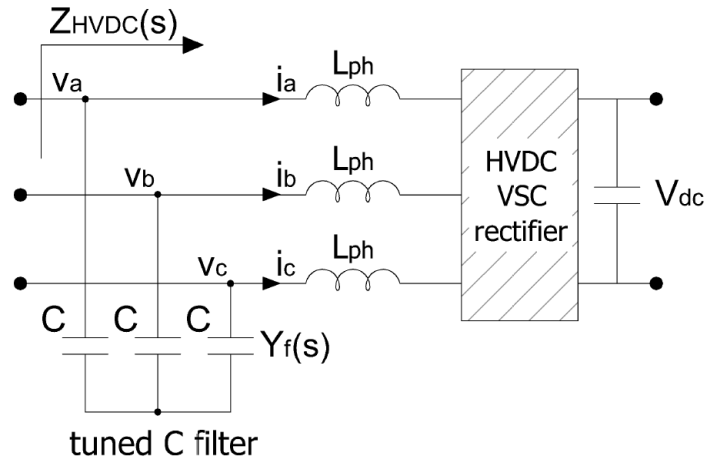 ZHVDC(s)
va
ia
Lph
vb
ib
Lph
vc
ic
Lph
HVDC
VSC
rectifier
Vdc
C
C
C
Yf(s)
tuned C filter